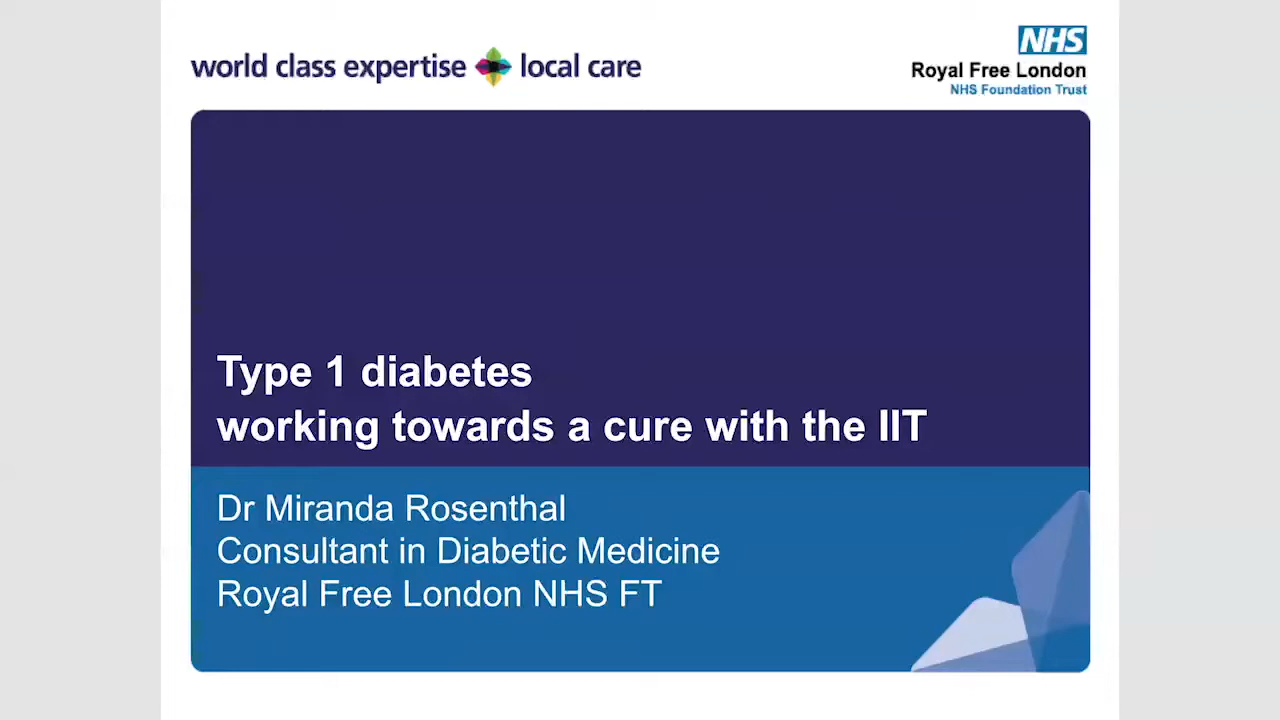 world class expertise local care
NHS
Royal Free London
NHS Foundation Trust
Type 1 diabetes
working towards a cure with the IIT
Dr Miranda Rosenthal
Consultant in Diabetic Medicine
Royal Free London NHS FT